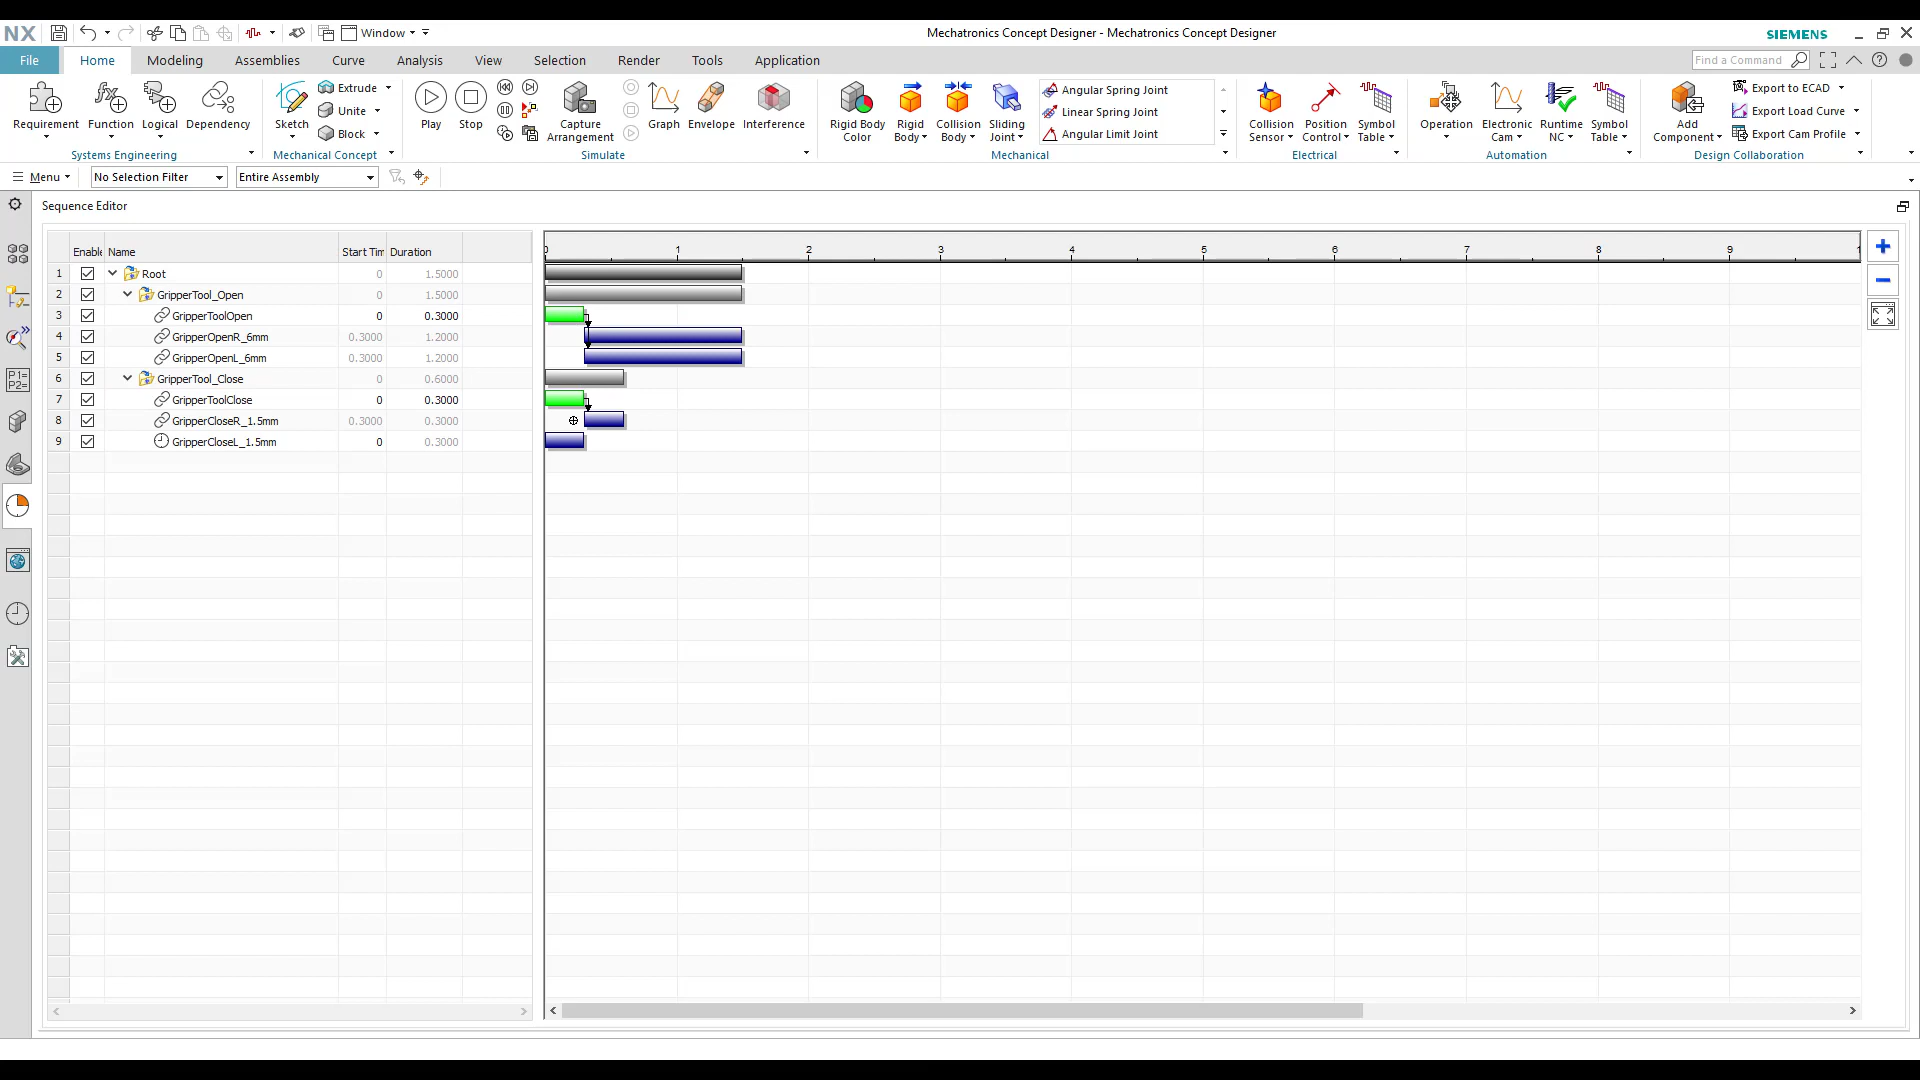 NX Window Mechatronics Concept Designer - Mechatronics Concept Designer SIEMENS
File Home Modeling Assemblies Curve Analysis View Selection Render Tools Application Find a Command
Requirement Function Logical Dependency
Systems Engineering
Sketch Extrude Unite Block
Mechanical Concept
Play Stop Capture Arrangement Graph Envelope Interference
Simulate
Rigid Body Color Rigid Body Collision Body Sliding Joint Angular Spring Joint Linear Spring Joint Angular Limit Joint
Mechanical
Collision Sensor Position Control Symbol Table
Electrical
Operation Electronic Cam Runtime NC Symbol Table
Automation
Add Component Export to ECAD Export Load Curve Export Cam Profile
Design Collaboration
Menu No Selection Filter Entire Assembly
Sequence Editor
Enable Name Start Tim Duration 0 1 2 3 4 5 6 7 8 9 1
1 Root 0 1.5000
2 GripperTool_Open 0 1.5000
3 GripperToolOpen 0 0.3000
4 GripperOpenR_6mm 0.3000 1.2000
5 GripperOpenL_6mm 0.3000 1.2000
6 GripperTool_Close 0 0.6000
7 GripperToolClose 0 0.3000
8 GripperCloseR_1.5mm 0.3000 0.3000
9 GripperCloseL_1.5mm 0 0.3000
P1=
P2=